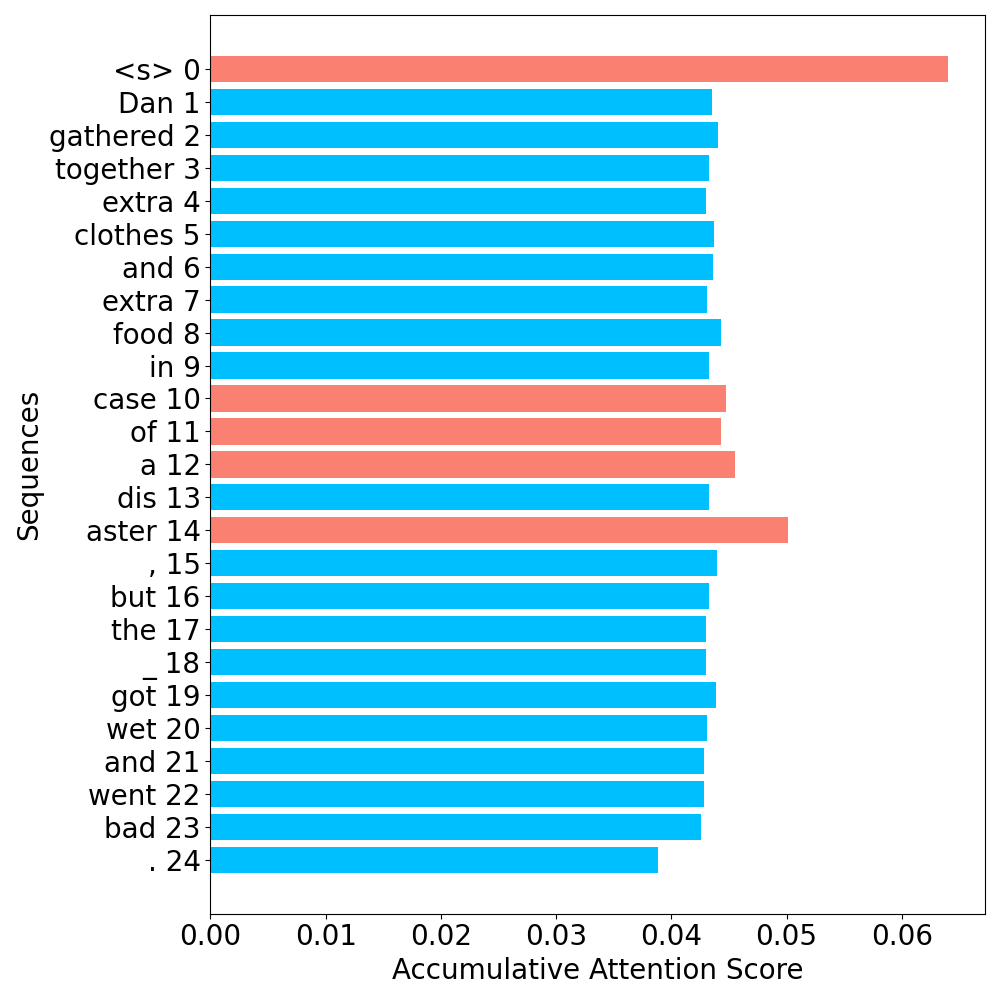 <s> 0
Dan 1
gathered 2
together 3
extra 4
clothes 5
and 6
extra 7
food 8
in 9
case 10
of 11
a 12
dis 13
aster 14
, 15
but 16
the 17
_ 18
got 19
wet 20
and 21
went 22
bad 23
. 24
Sequences
0.00 0.01 0.02 0.03 0.04 0.05 0.06
Accumulative Attention Score